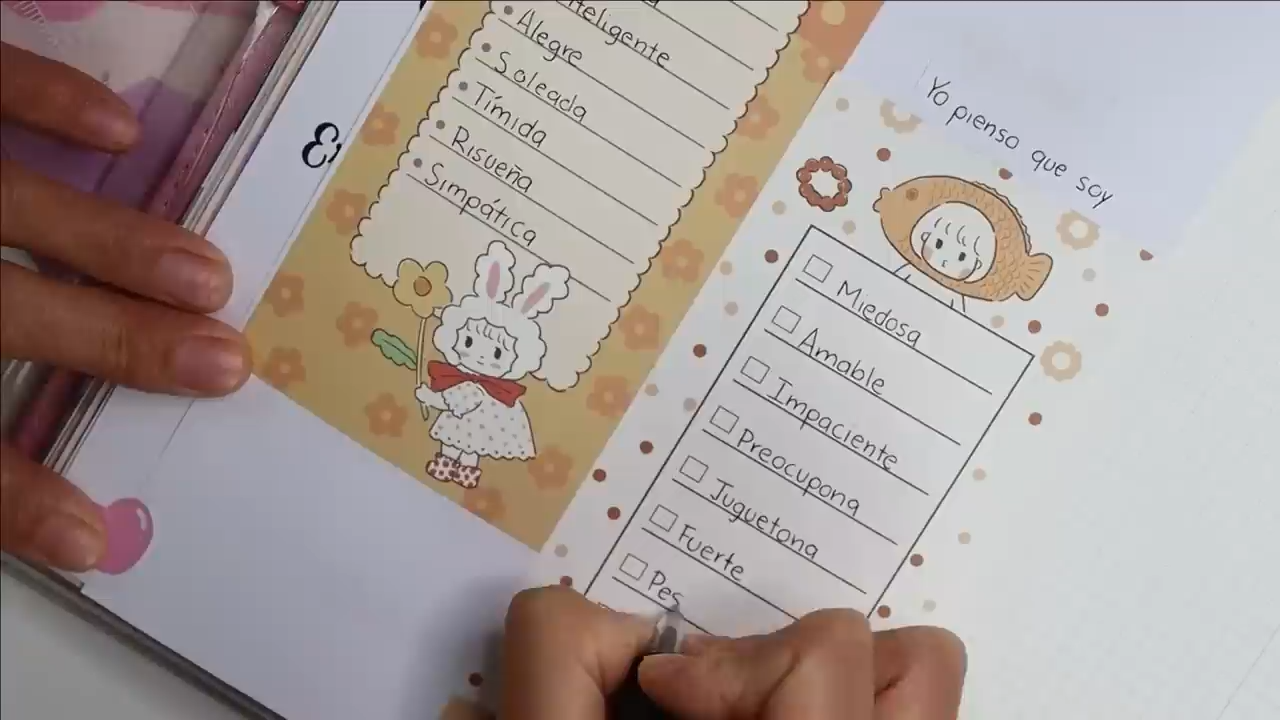 Inteligente
Alegre
Soleada
Tímida
Risueña
Simpática
Yo pienso que soy
Miedosa
Amable
Impaciente
Preocupona
Juguetona
Fuerte
Pes